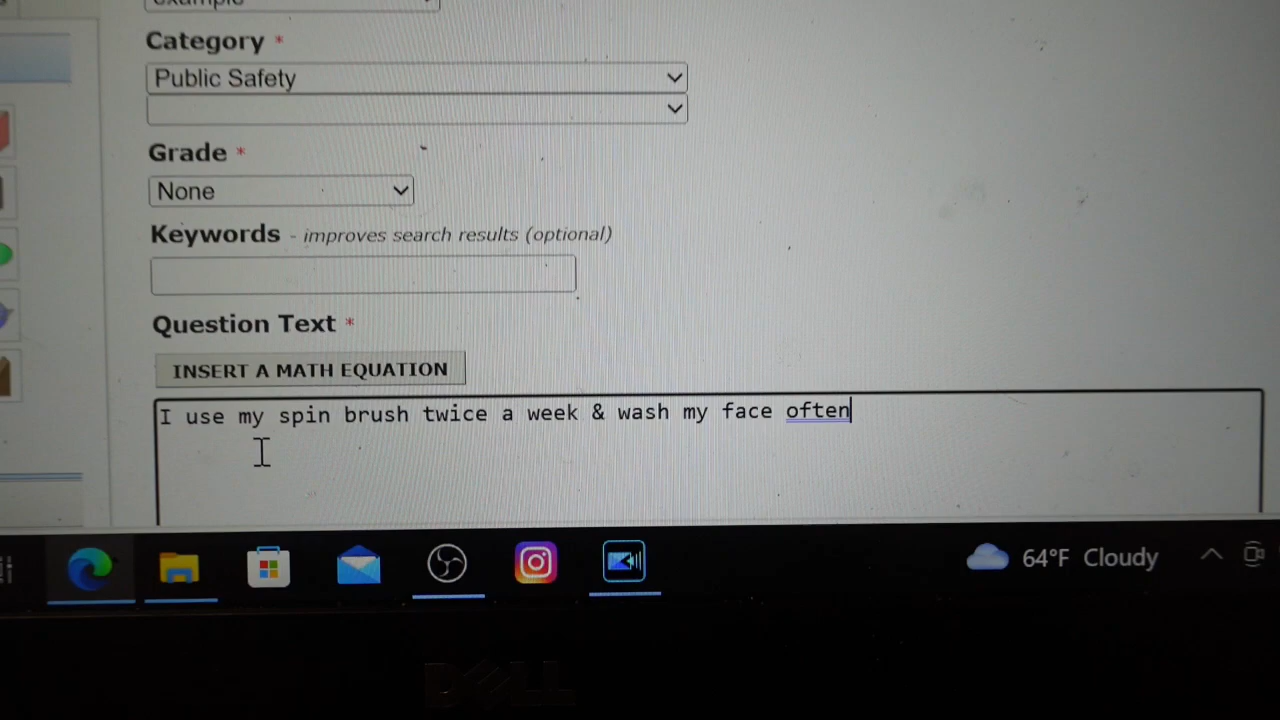 Category *
Public Safety
Grade *
None
Keywords - improves search results (optional)
Question Text *
INSERT A MATH EQUATION
I use my spin brush twice a week & wash my face often
64°F Cloudy
DELL